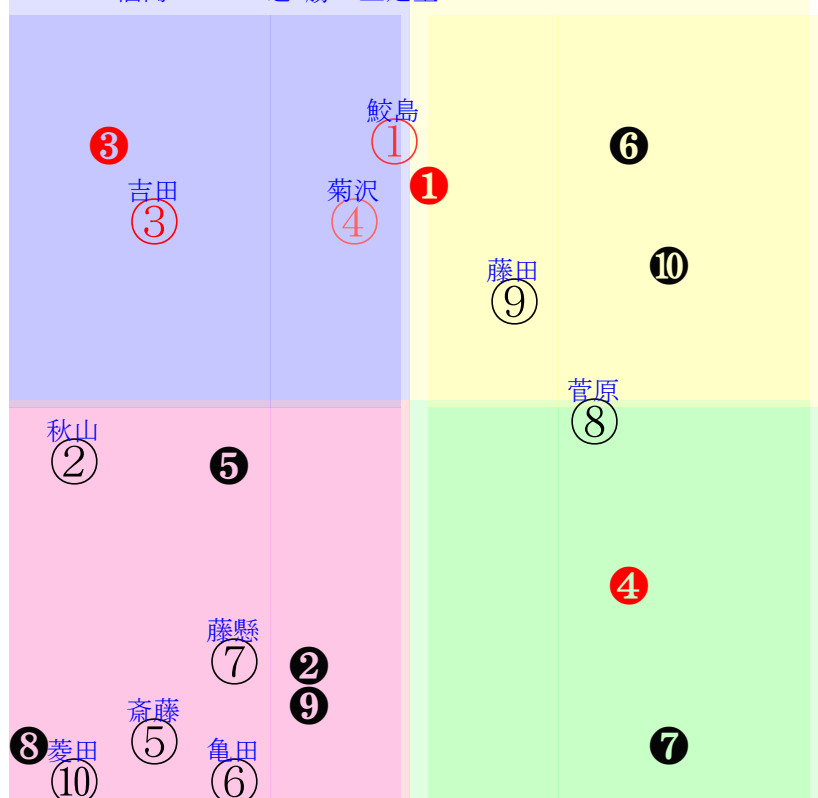 鮫島
① ❸ ❻
吉田 菊沢 ❶
③ ④
藤田 ❿
⑨
菅原
⑧
秋山
② ❺
❹
藤懸
⑦ ❷
斎藤 ❾
⑤ ❽ 菱田 亀田 ❼
⑩ ⑥